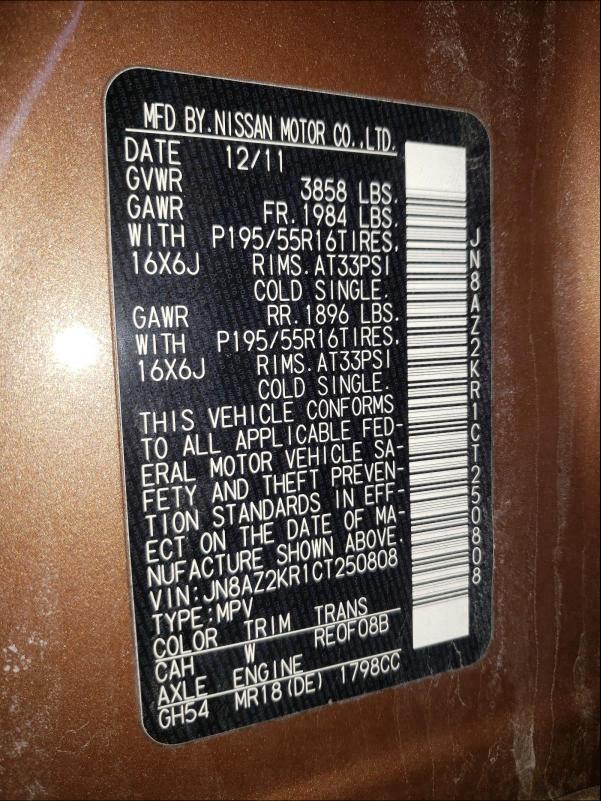 MFD BY.NISSAN MOTOR CO.,LTD.
DATE 12/11
GVWR 3858 LBS.
GAWR FR.1984 LBS.
WITH P195/55R16TIRES,
16X6J RIMS.AT33PSI
COLD SINGLE.
GAWR RR.1896 LBS.
WITH P195/55R16TIRES,
16X6J RIMS.AT33PSI
COLD SINGLE.
THIS VEHICLE CONFORMS
TO ALL APPLICABLE FED-
ERAL MOTOR VEHICLE SA-
FETY AND THEFT PREVEN-
TION STANDARDS IN EFF-
ECT ON THE DATE OF MA-
NUFACTURE SHOWN ABOVE.
VIN:JN8AZ2KR1CT250808
TYPE:MPV
COLOR TRIM TRANS
CAH W RE0F08B
AXLE ENGINE
GH54 MR18(DE) 1798CC
JN8AZ2KR1CT250808